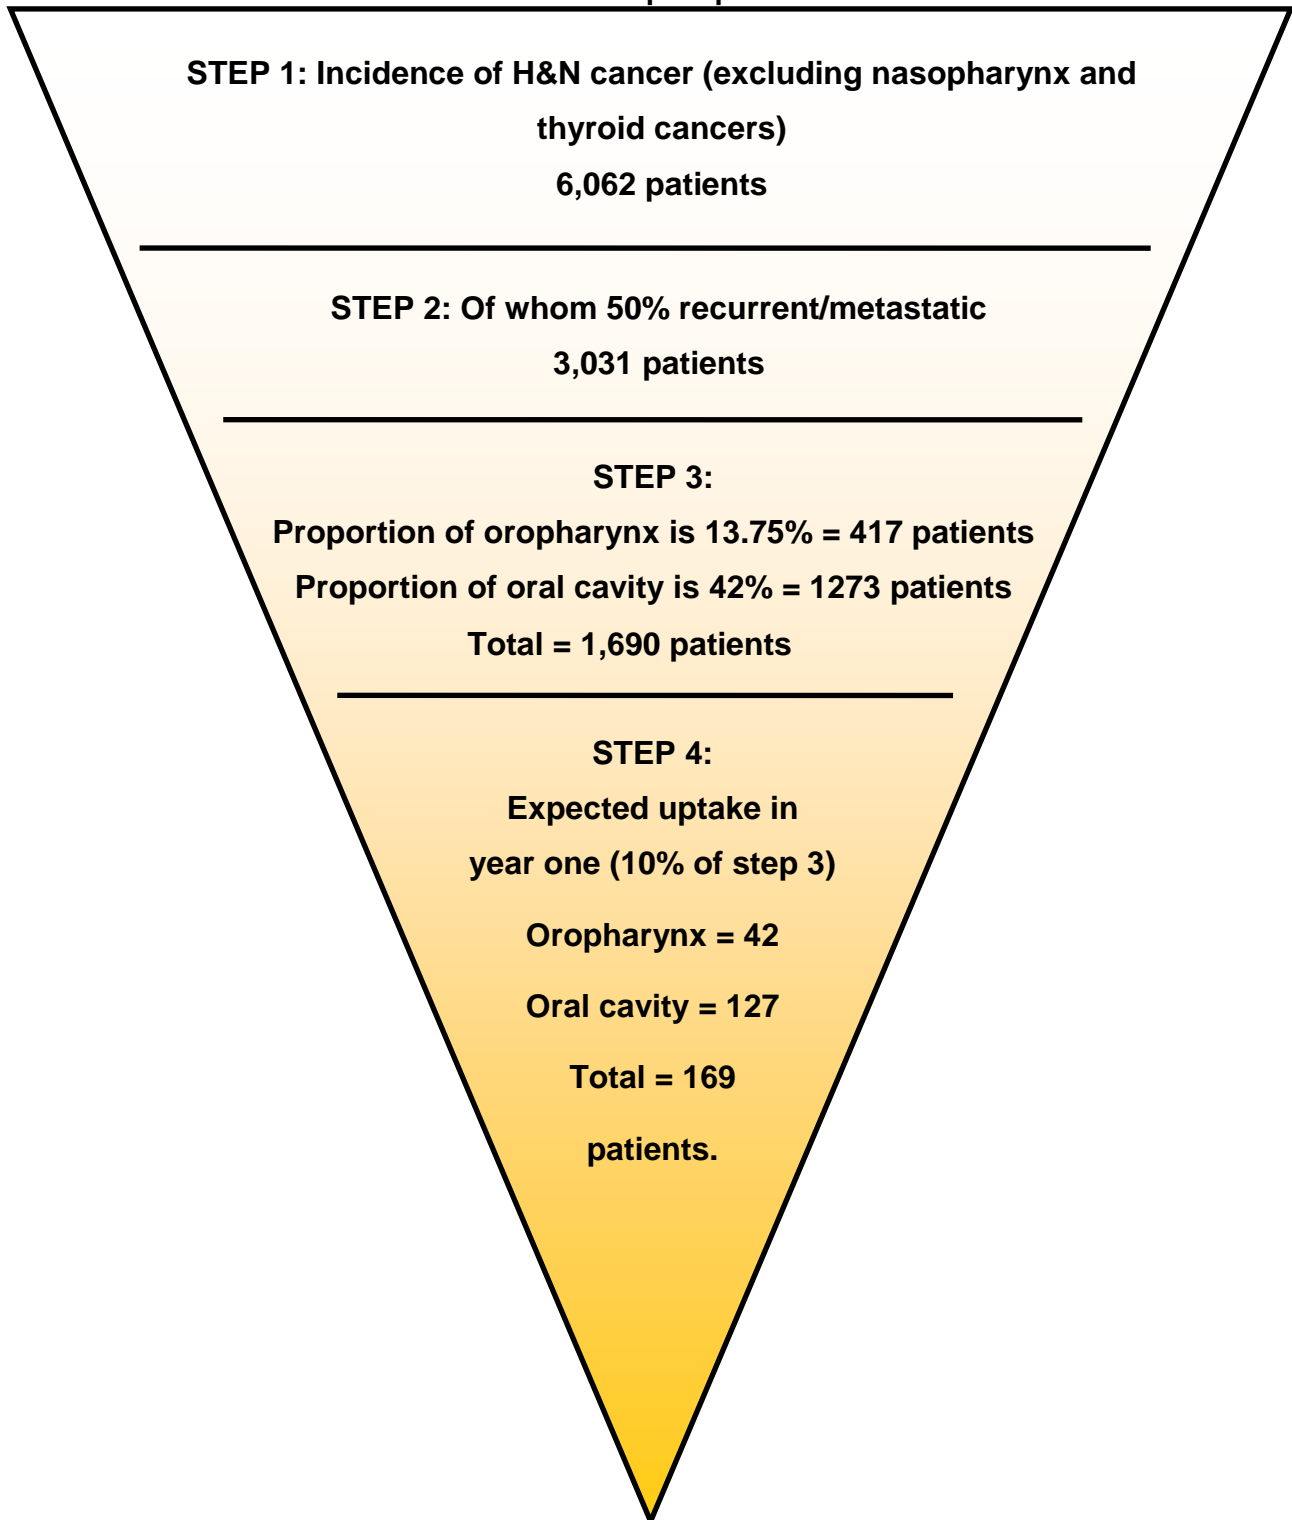 STEP 1: Incidence of H&N cancer (excluding nasopharynx and
thyroid cancers)
6,062 patients
STEP 2: Of whom 50% recurrent/metastatic
3,031 patients
STEP 3:
Proportion of oropharynx is 13.75% = 417 patients
Proportion of oral cavity is 42% = 1273 patients
Total = 1,690 patients
STEP 4:
Expected uptake in
year one (10% of step 3)
Oropharynx = 42
Oral cavity = 127
Total = 169
patients.